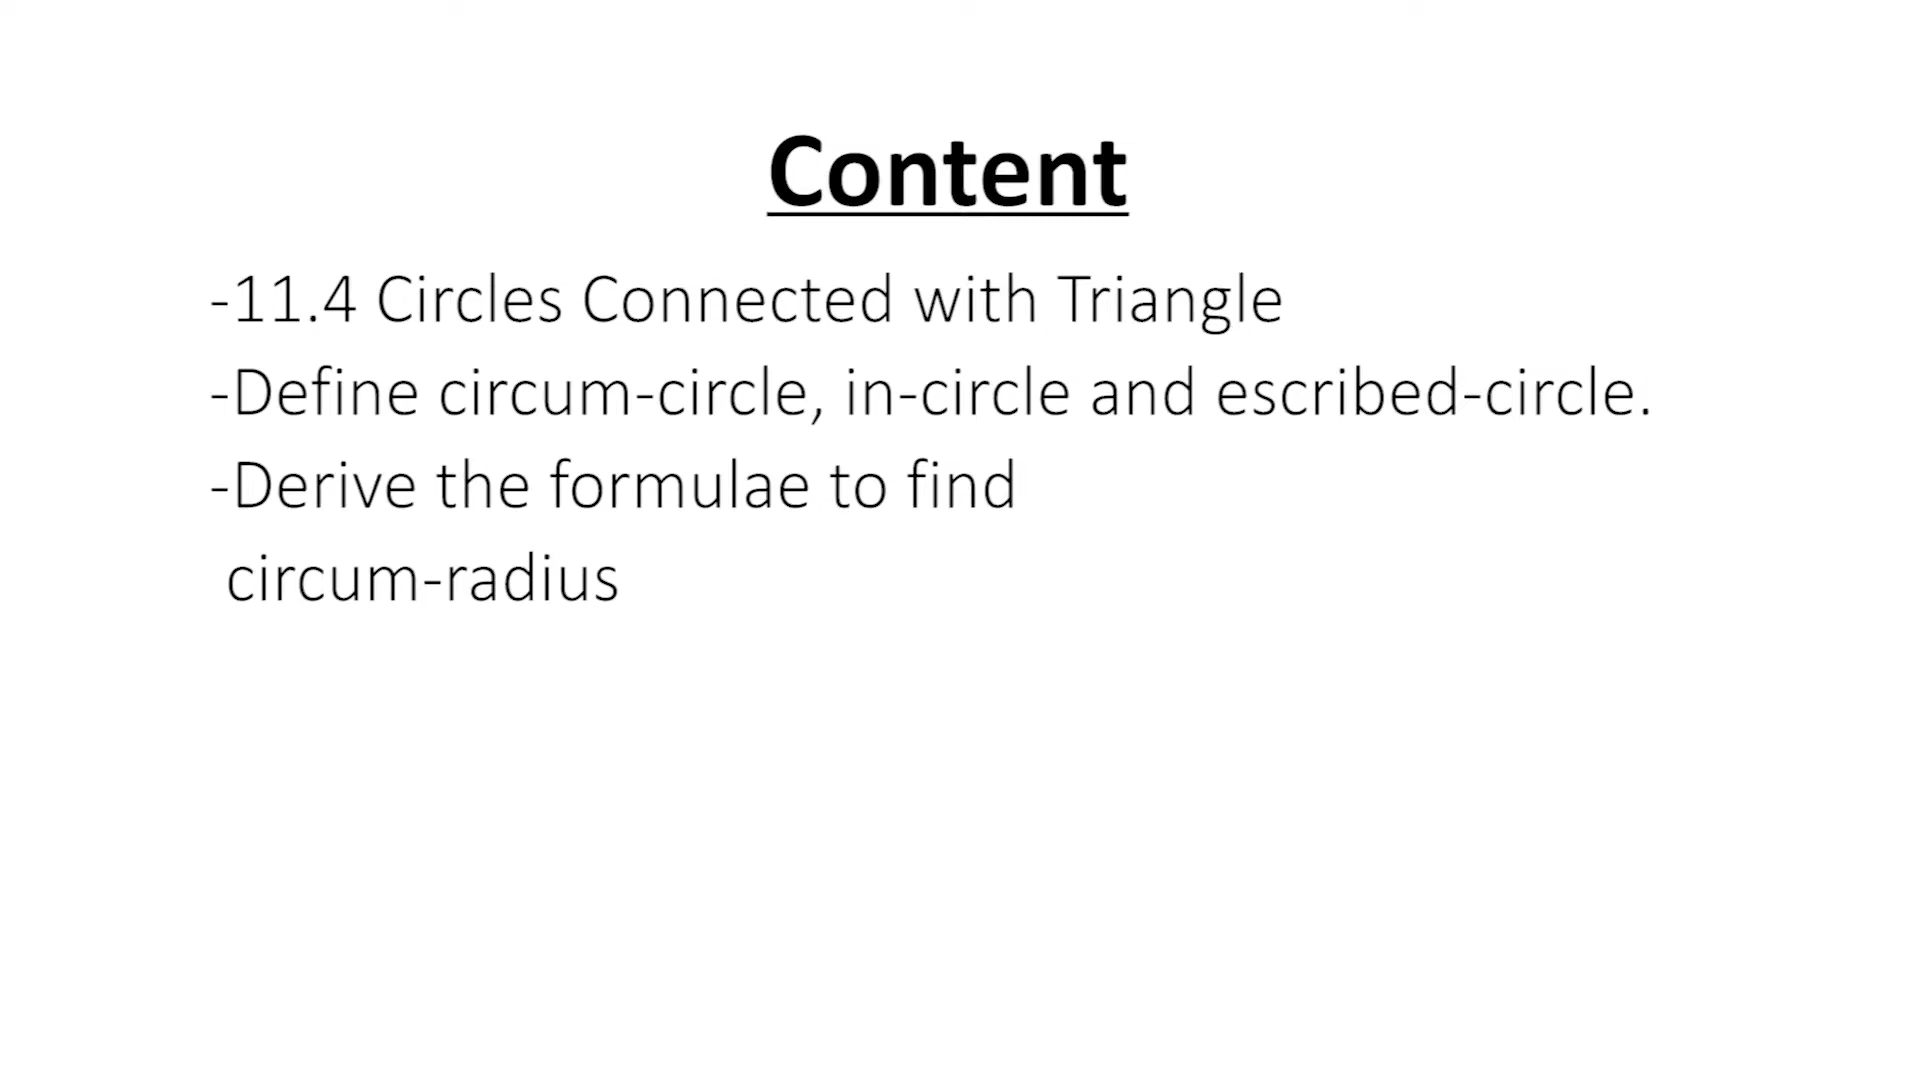 Content
-11.4 Circles Connected with Triangle
-Define circum-circle, in-circle and escribed-circle.
-Derive the formulae to find
circum-radius